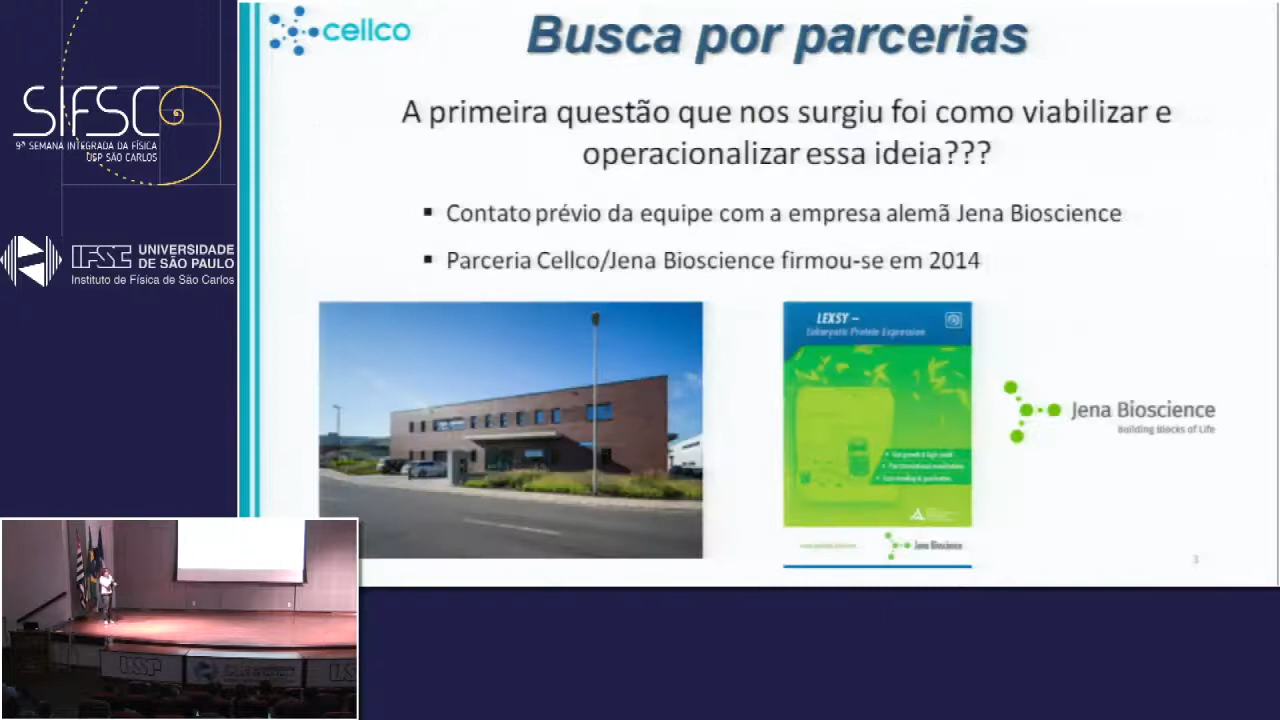 SIFSC
9ª SEMANA INTEGRADA DA FÍSICA
USP SÃO CARLOS
IFSC UNIVERSIDADE
DE SÃO PAULO
Instituto de Física de São Carlos
cellco
Busca por parcerias
A primeira questão que nos surgiu foi como viabilizar e
operacionalizar essa ideia???
▪ Contato prévio da equipe com a empresa alemã Jena Bioscience
▪ Parceria Cellco/Jena Bioscience firmou-se em 2014
LEXSY –
Eukaryotic Protein Expression
Jena Bioscience
Jena Bioscience
Building Blocks of Life
3